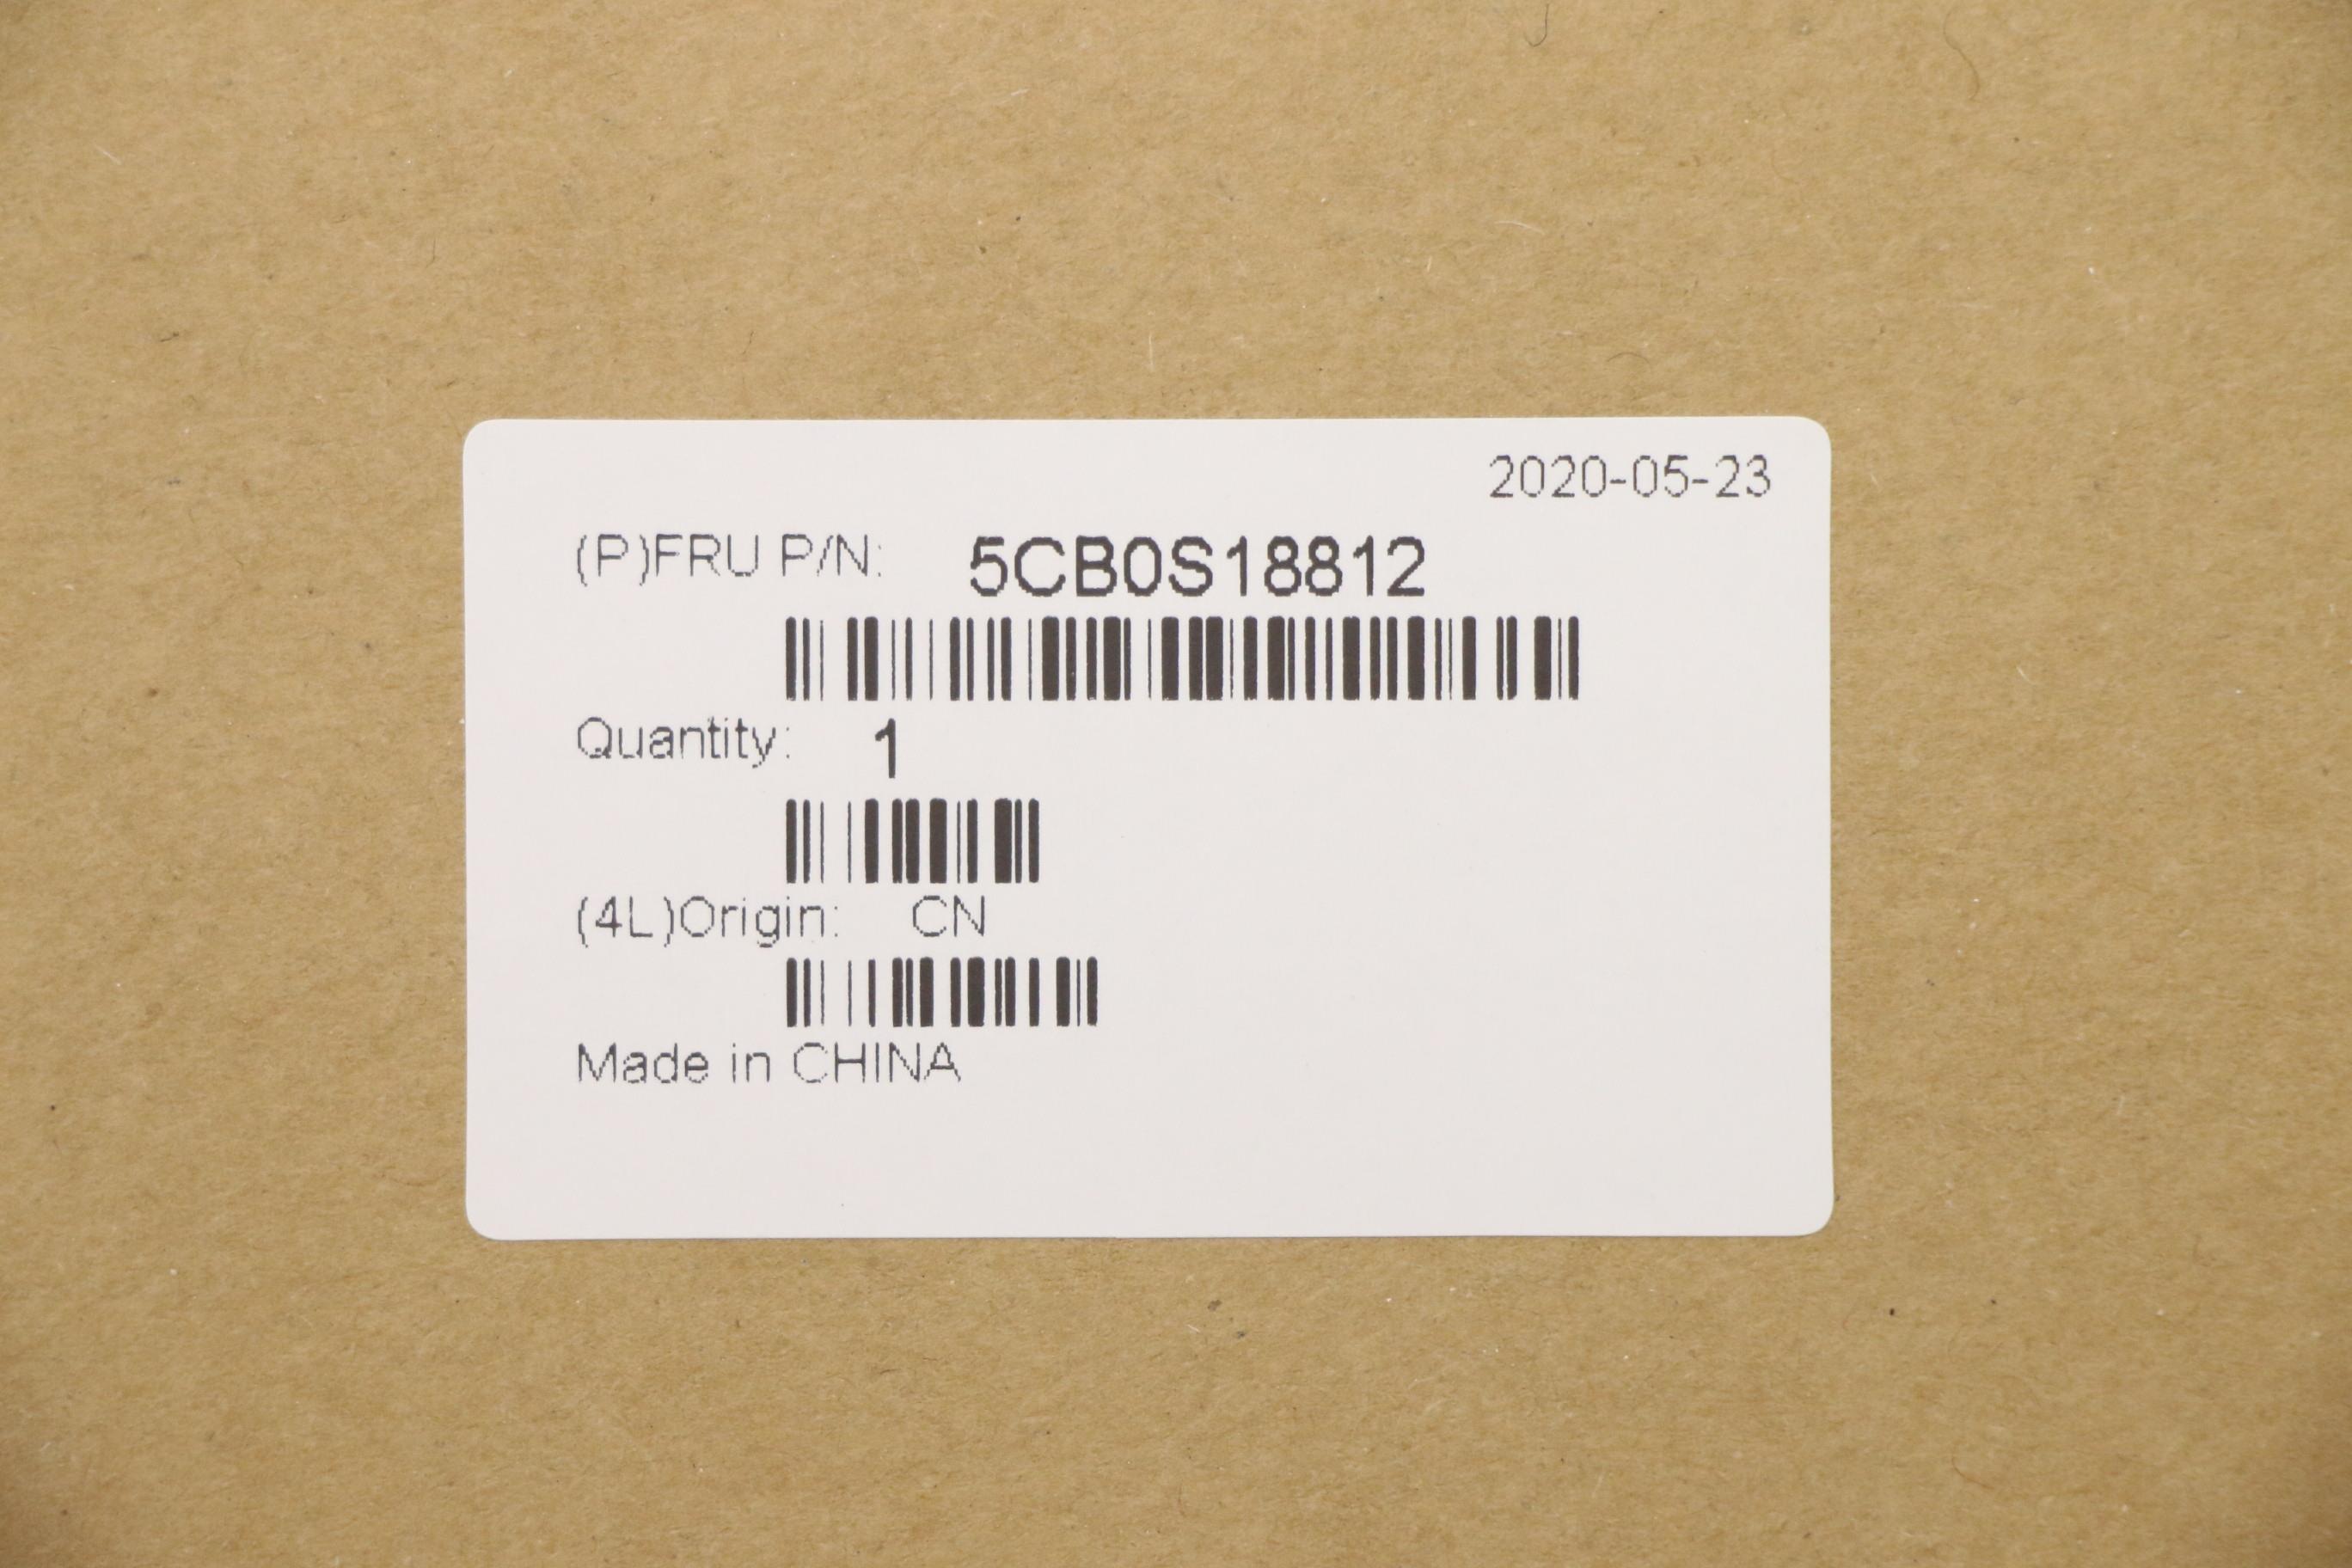 2020-05-23
(P)FRU P/N: 5CB0S18812
Quantity: 1
(4L)Origin: CN
Made in CHINA